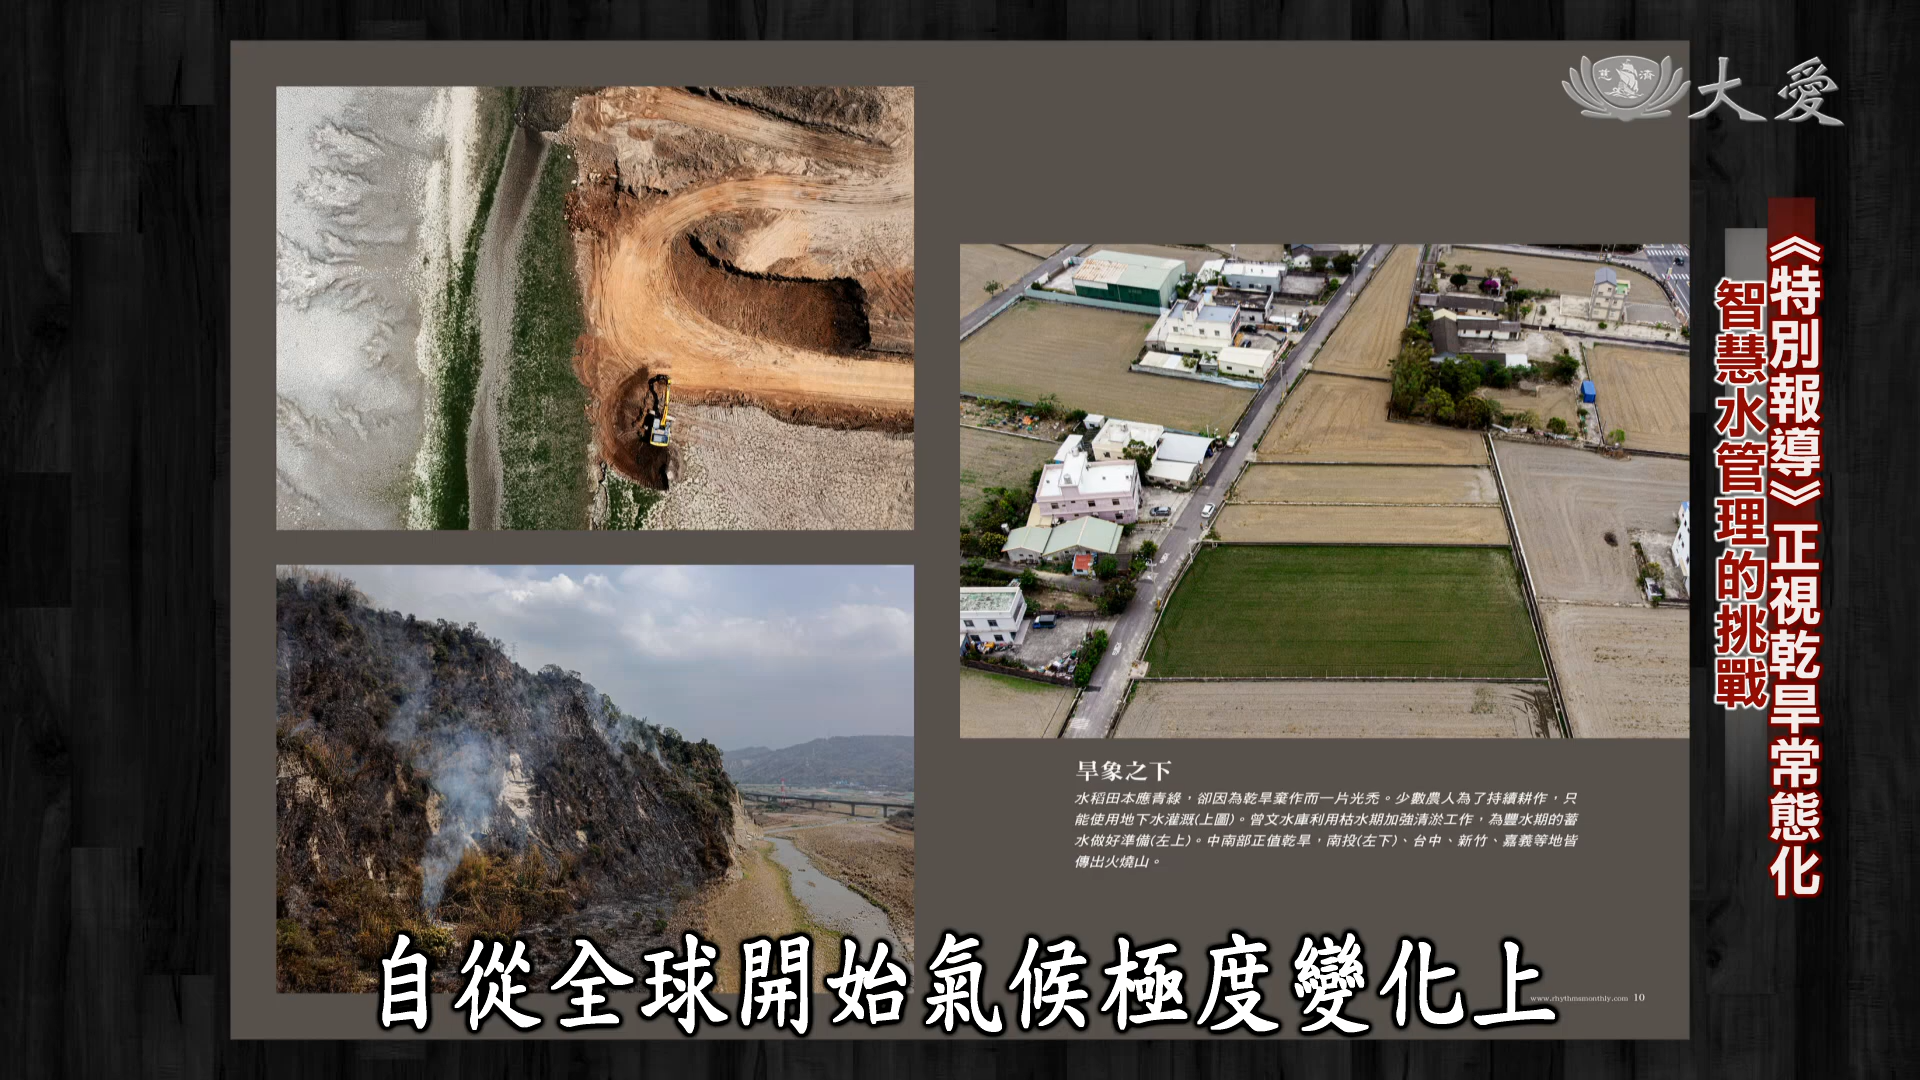 慈濟
大愛
《特別報導》正視乾旱常態化
智慧水管理的挑戰
旱象之下
水稻田本應青綠，卻因為乾旱棄作而一片光禿。少數農人為了持續耕作，只
能使用地下水灌溉(上圖)。曾文水庫利用枯水期加強清淤工作，為豐水期的蓄
水做好準備(左上)。中南部正值乾旱，南投(左下)、台中、新竹、嘉義等地皆
傳出火燒山。
www.rhythmsmonthly.com 10
自從全球開始氣候極度變化上